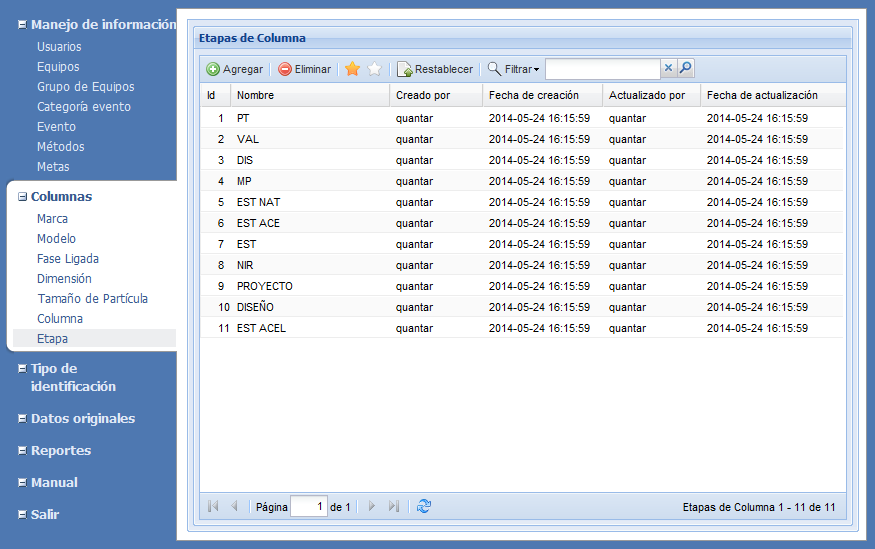 Manejo de información
Usuarios
Equipos
Grupo de Equipos
Categoría evento
Evento
Métodos
Metas
Columnas
Marca
Modelo
Fase Ligada
Dimensión
Tamaño de Partícula
Columna
Etapa
Tipo de
identificación
Datos originales
Reportes
Manual
Salir
Etapas de Columna
Agregar Eliminar Restablecer Filtrar
Id Nombre Creado por Fecha de creación Actualizado por Fecha de actualización
1 PT quantar 2014-05-24 16:15:59 quantar 2014-05-24 16:15:59
2 VAL quantar 2014-05-24 16:15:59 quantar 2014-05-24 16:15:59
3 DIS quantar 2014-05-24 16:15:59 quantar 2014-05-24 16:15:59
4 MP quantar 2014-05-24 16:15:59 quantar 2014-05-24 16:15:59
5 EST NAT quantar 2014-05-24 16:15:59 quantar 2014-05-24 16:15:59
6 EST ACE quantar 2014-05-24 16:15:59 quantar 2014-05-24 16:15:59
7 EST quantar 2014-05-24 16:15:59 quantar 2014-05-24 16:15:59
8 NIR quantar 2014-05-24 16:15:59 quantar 2014-05-24 16:15:59
9 PROYECTO quantar 2014-05-24 16:15:59 quantar 2014-05-24 16:15:59
10 DISEÑO quantar 2014-05-24 16:15:59 quantar 2014-05-24 16:15:59
11 EST ACEL quantar 2014-05-24 16:15:59 quantar 2014-05-24 16:15:59
Página 1 de 1 Etapas de Columna 1 - 11 de 11